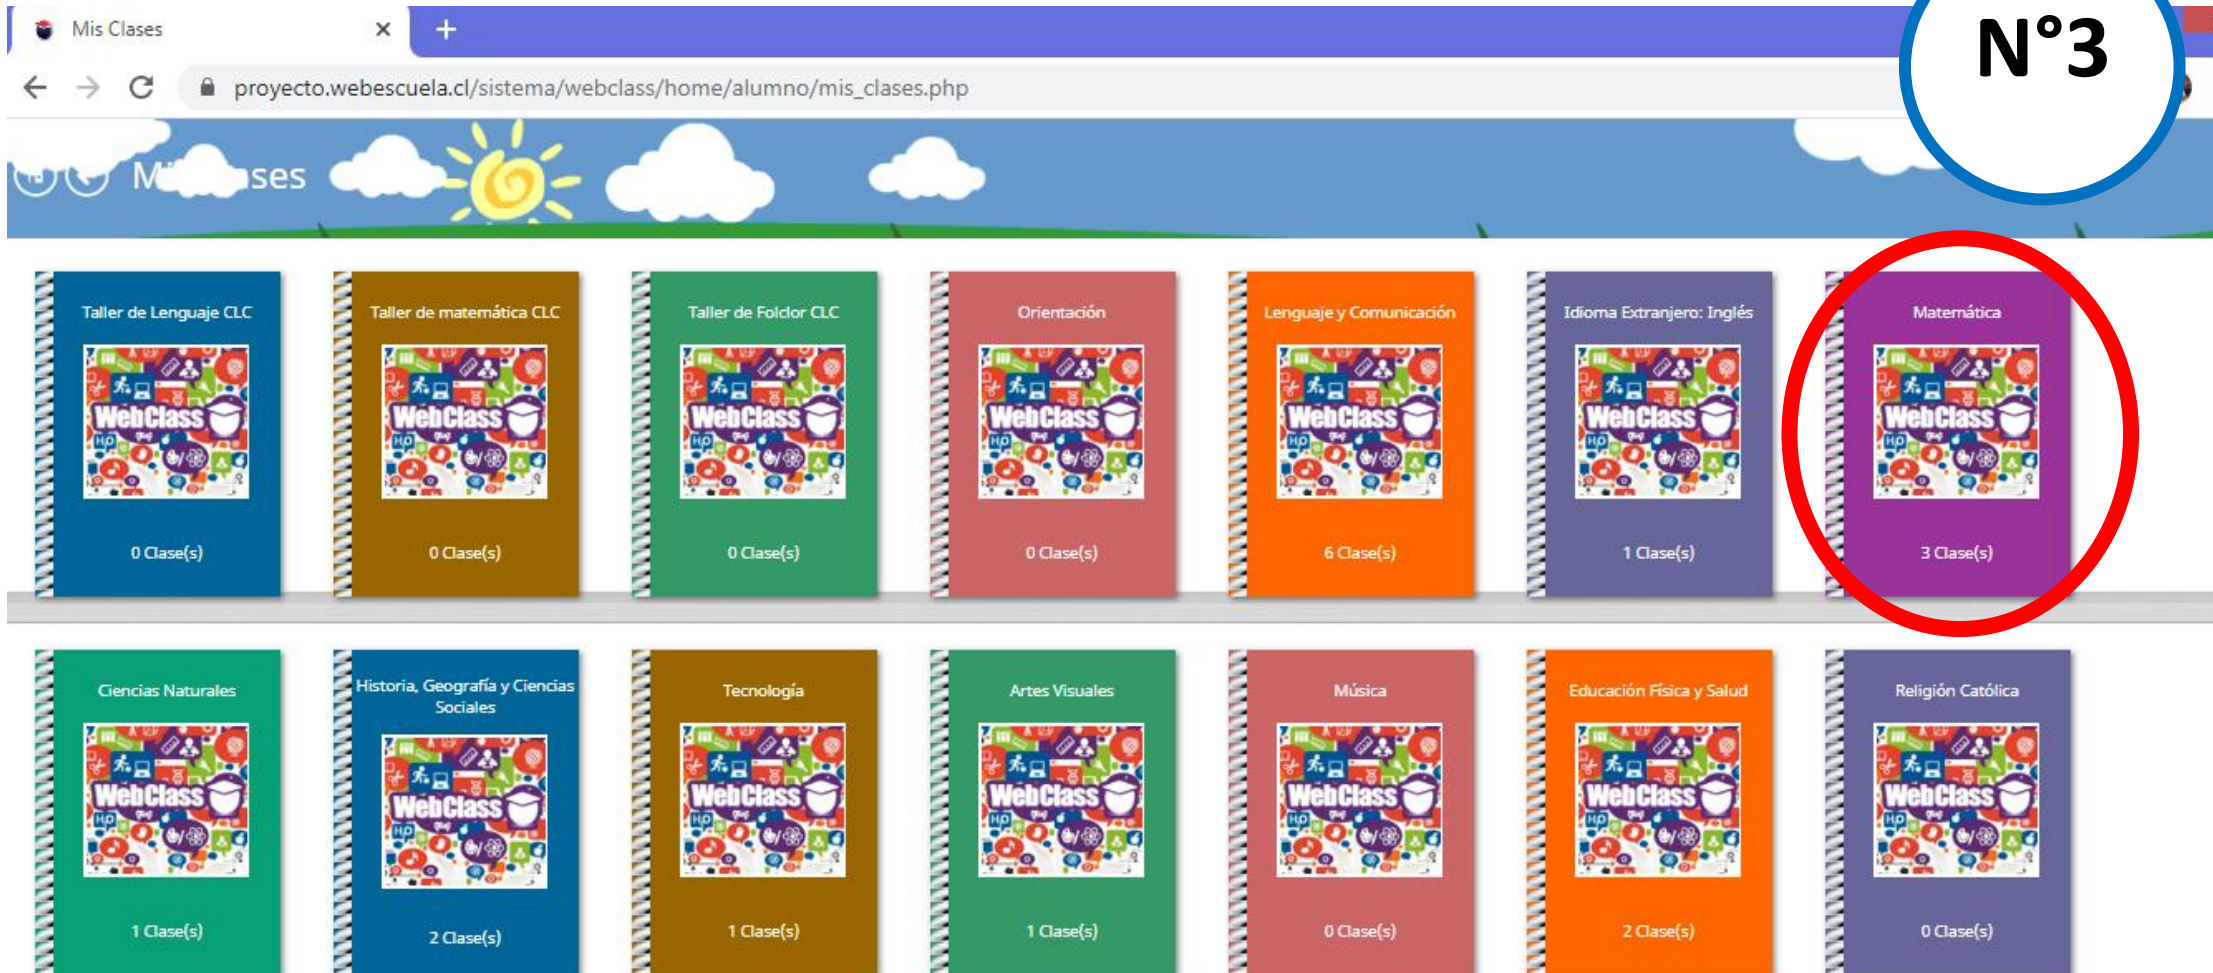 Mis Clases
N°3
proyecto.webescuela.cl/sistema/webclass/home/alumno/mis_clases.php
Taller de Lenguaje CLC
Taller de matemática CLC
Taller de Folclor CLC
Orientación
Lenguaje y Comunicación
Idioma Extranjero: Inglés
Matemática
WebClass
WebClass
WebClass
WebClass
WebClass
WebClass
WebClass
0 Clase(s)
0 Clase(s)
0 Clase(s)
0 Clase(s)
6 Clase(s)
1 Clase(s)
3 Clase(s)
Ciencias Naturales
Historia, Geografía y Ciencias
Sociales
Tecnología
Artes Visuales
Música
Educación Física y Salud
Religión Católica
WebClass
WebClass
WebClass
WebClass
WebClass
WebClass
WebClass
1 Clase(s)
2 Clase(s)
1 Clase(s)
1 Clase(s)
0 Clase(s)
2 Clase(s)
0 Clase(s)